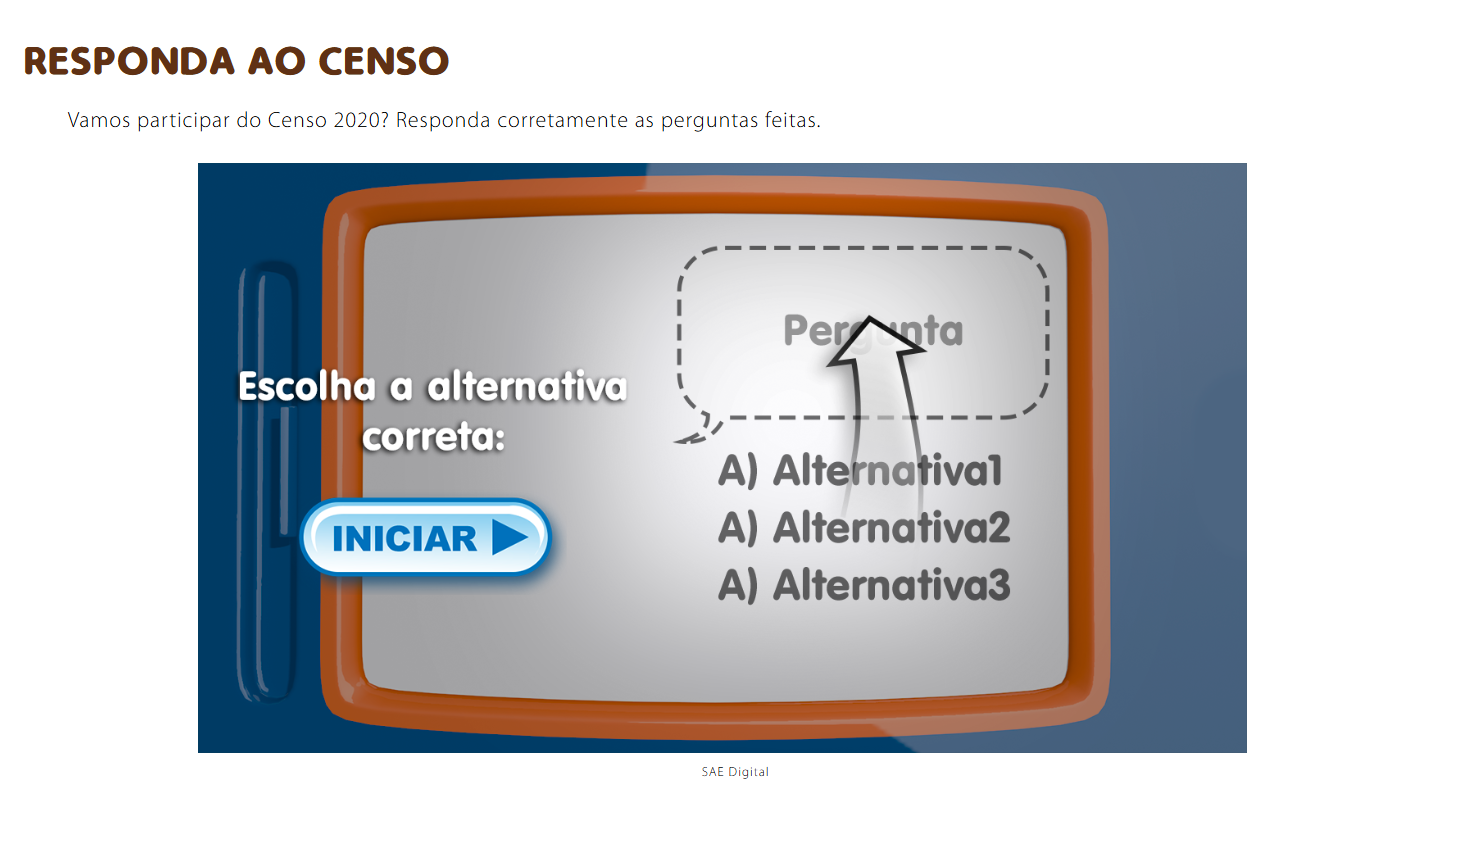 RESPONDA AO CENSO
Vamos participar do Censo 2020? Responda corretamente as perguntas feitas.
Pergunta
Escolha a alternativa
correta:
INICIAR
A) Alternativa1
A) Alternativa2
A) Alternativa3
SAE Digital